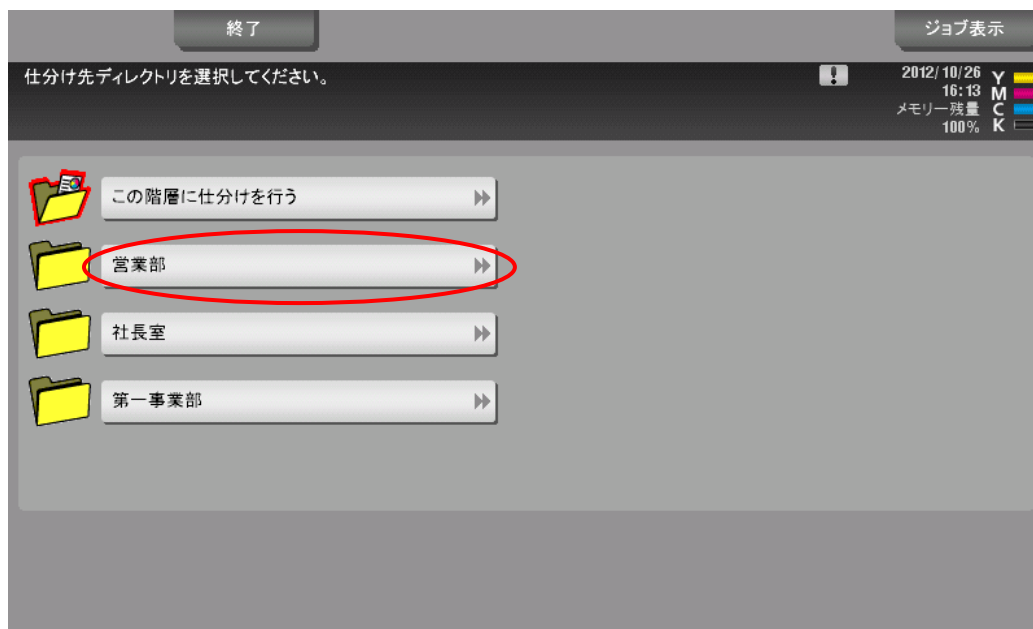 終了
ジョブ表示
仕分け先ディレクトリを選択してください。
2012/10/26
16:13
メモリー残量
100%
Y
M
C
K
この階層に仕分けを行う
営業部
社長室
第一事業部